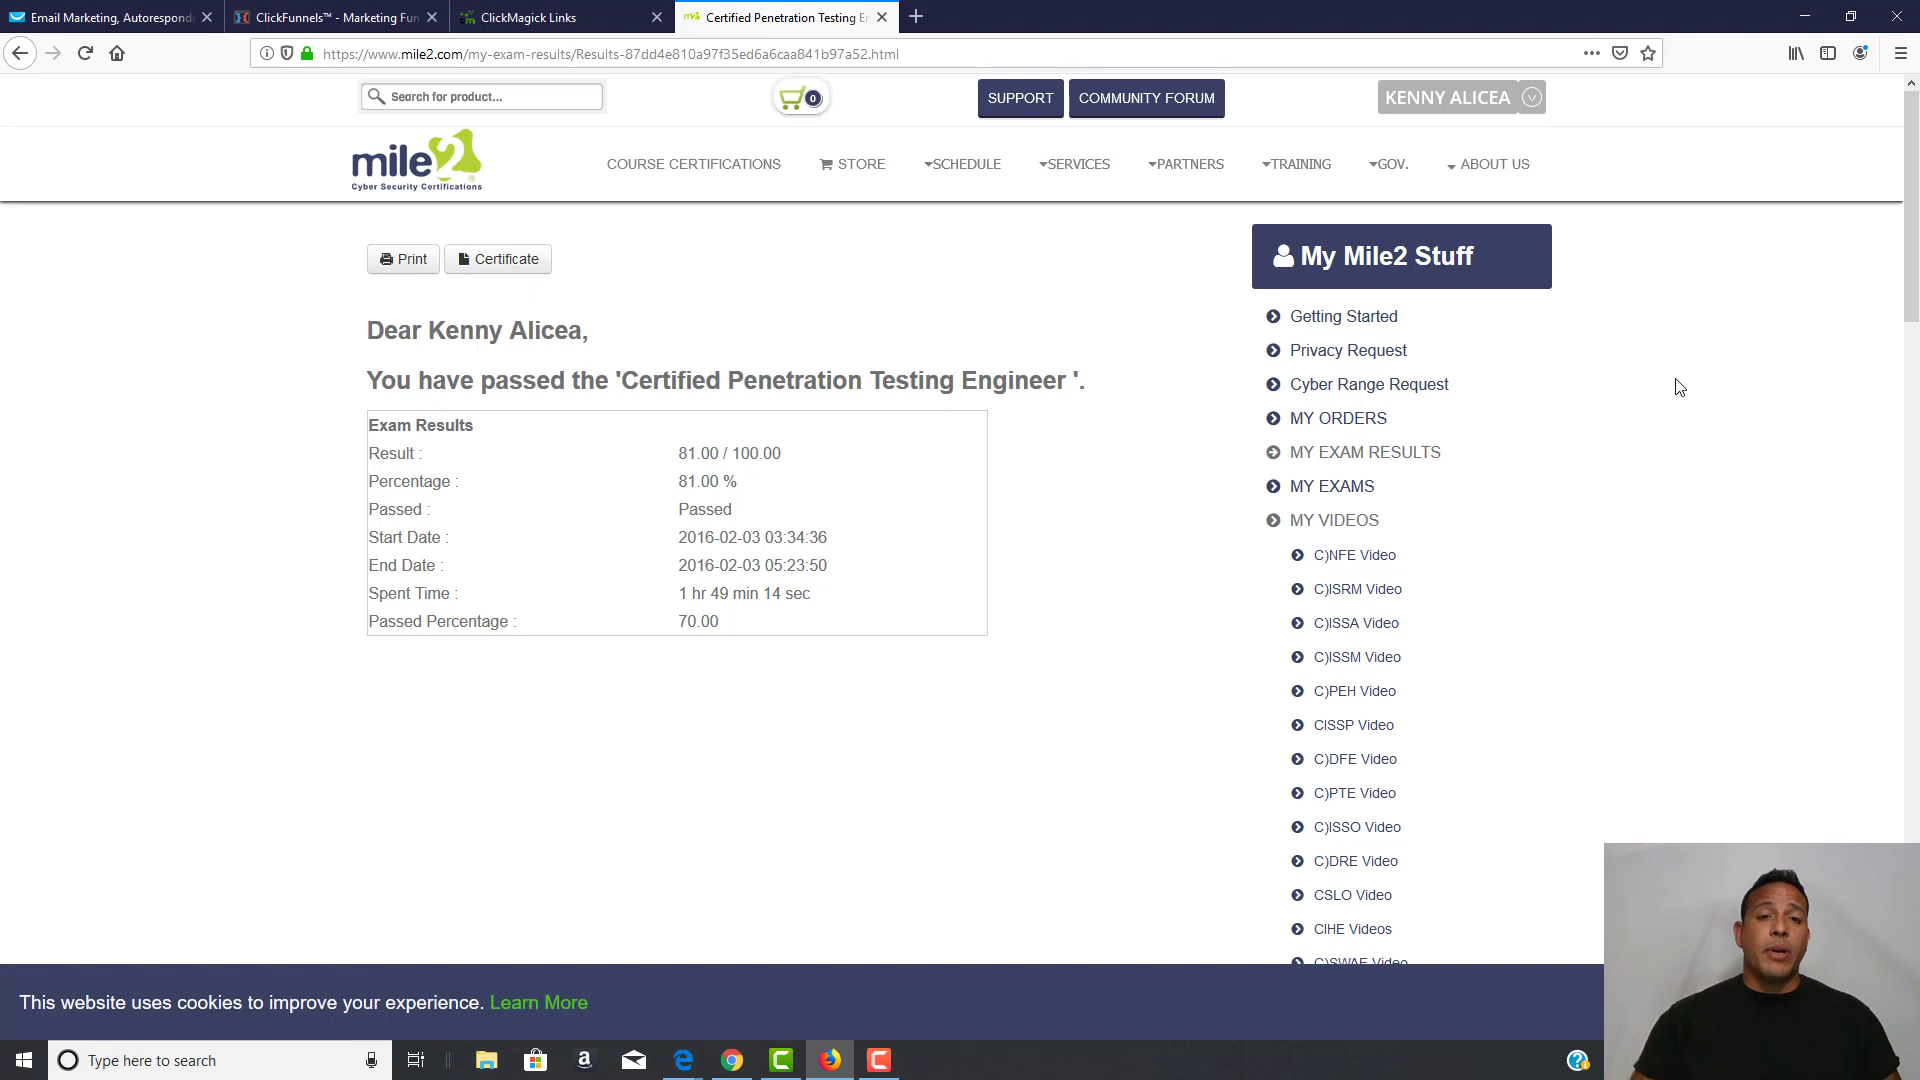 Email Marketing, Autorespond
ClickFunnels™ - Marketing Fun
ClickMagick Links
Certified Penetration Testing En
https://www.mile2.com/my-exam-results/Results-87dd4e810a97f35ed6a6caa841b97a52.html
Search for product...
0
SUPPORT
COMMUNITY FORUM
KENNY ALICEA
mile2
Cyber Security Certifications
COURSE CERTIFICATIONS
STORE
SCHEDULE
SERVICES
PARTNERS
TRAINING
GOV.
ABOUT US
Print
Certificate
Dear Kenny Alicea,
You have passed the 'Certified Penetration Testing Engineer '.
Exam Results
Result : 81.00 / 100.00
Percentage : 81.00 %
Passed : Passed
Start Date : 2016-02-03 03:34:36
End Date : 2016-02-03 05:23:50
Spent Time : 1 hr 49 min 14 sec
Passed Percentage : 70.00
My Mile2 Stuff
Getting Started
Privacy Request
Cyber Range Request
MY ORDERS
MY EXAM RESULTS
MY EXAMS
MY VIDEOS
C)NFE Video
C)ISRM Video
C)ISSA Video
C)ISSM Video
C)PEH Video
CISSP Video
C)DFE Video
C)PTE Video
C)ISSO Video
C)DRE Video
CSLO Video
CIHE Videos
C)SWAE Video
This website uses cookies to improve your experience. Learn More
Type here to search